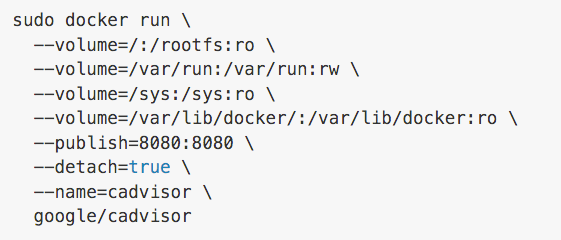 sudo docker run \
--volume=/:/rootfs:ro \
--volume=/var/run:/var/run:rw \
--volume=/sys:/sys:ro \
--volume=/var/lib/docker/:/var/lib/docker:ro \
--publish=8080:8080 \
--detach=true \
--name=cadvisor \
google/cadvisor